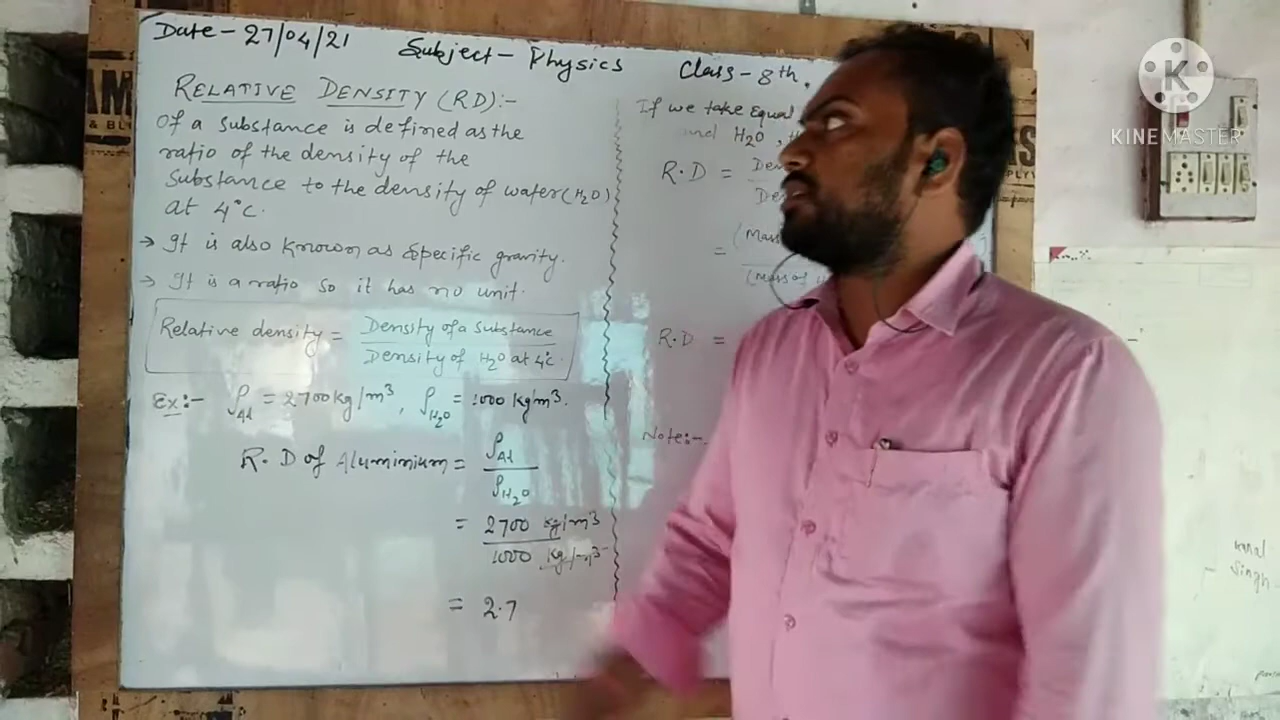 Date - 27/04/21 Subject - Physics Class - 8th.
RELATIVE DENSITY (RD):-
Of a substance is defined as the
ratio of the density of the
Substance to the density of water (H2O)
at 4°C.
→ It is also known as Specific gravity.
→ It is a ratio so it has no unit.
Relative density = Density of a substance
Density of H2O at 4°C.
Ex:- ρAl = 2700 kg/m³, ρH2O = 1000 kg/m³.
R.D of Aluminium = ρAl
ρH2O
= 2700 kg/m³
1000 kg/m³
= 2.7
If we take Equal
and H2O,
R.D =
= (Mass
(Mass of
R.D =
Note:-
KINEMASTER
Singh